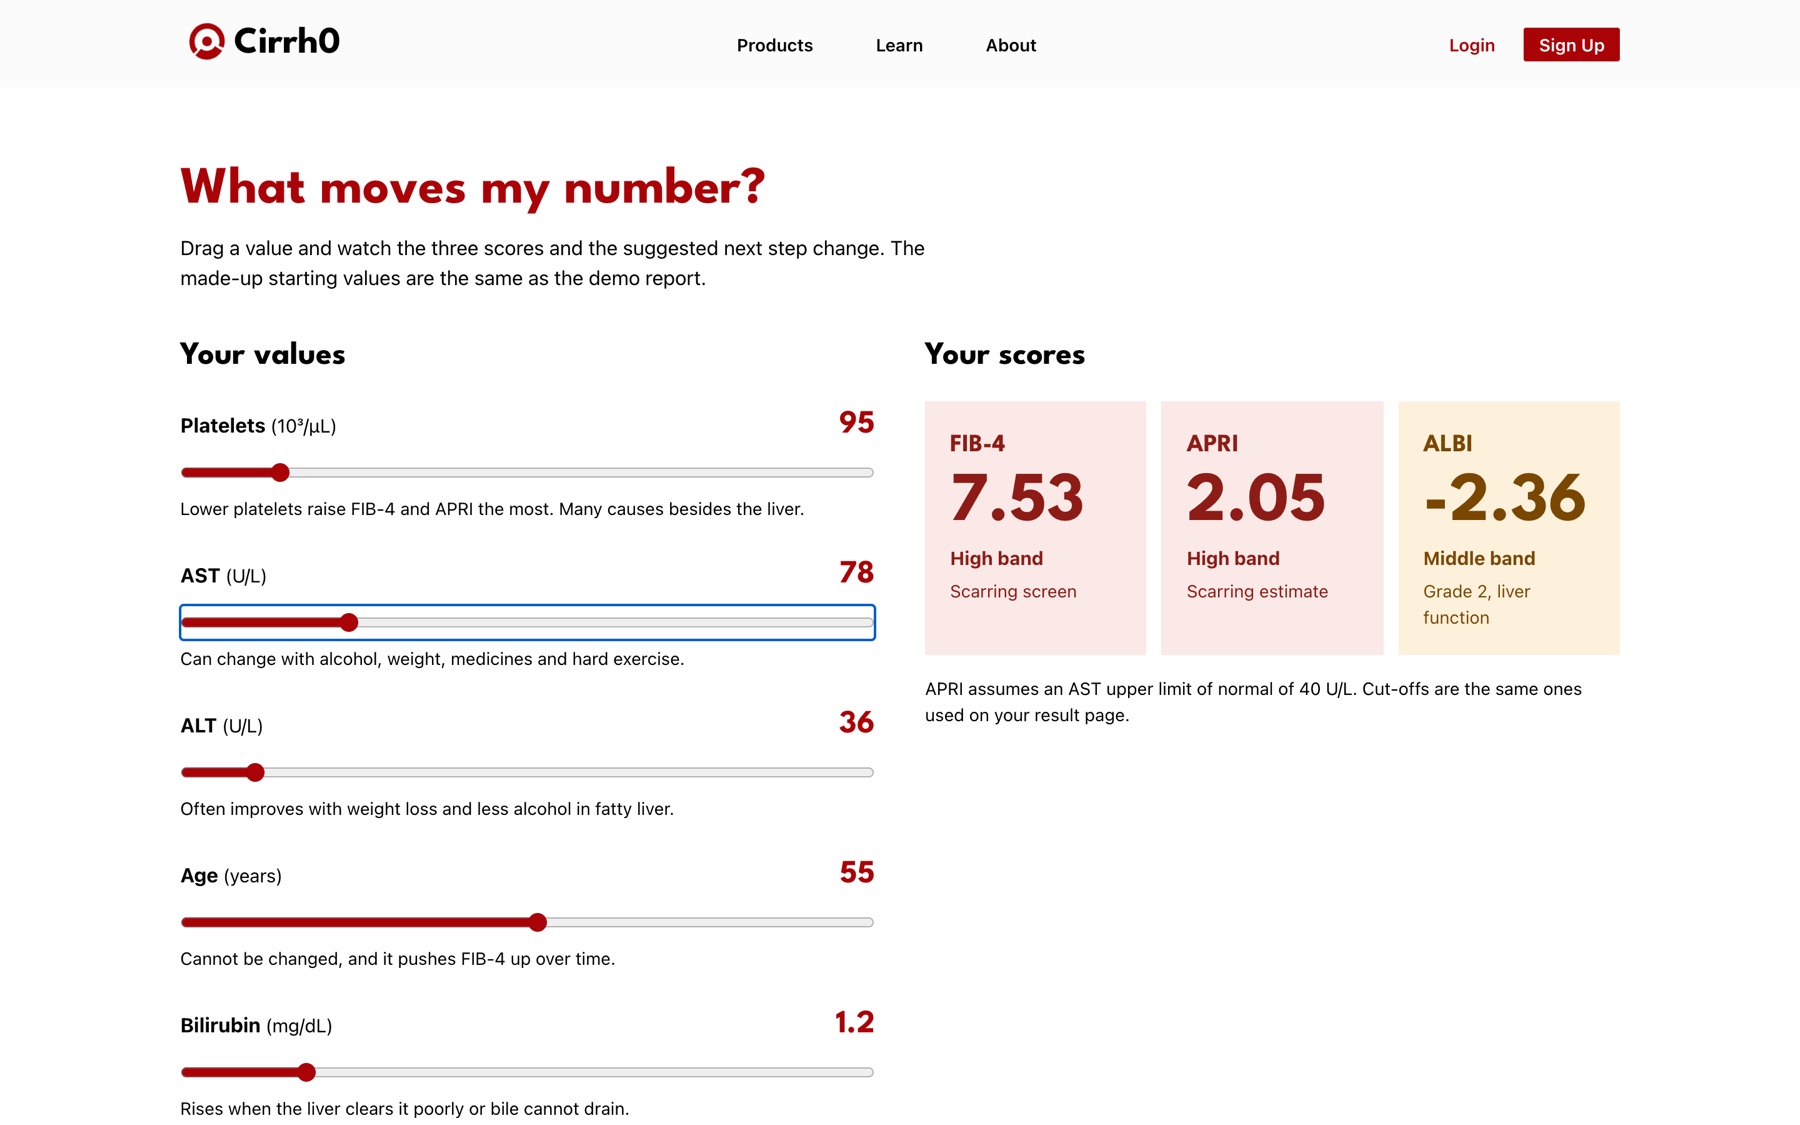 Cirrh0
Products
Learn
About
Login
Sign Up
What moves my number?
Drag a value and watch the three scores and the suggested next step change. The
made-up starting values are the same as the demo report.
Your values
Platelets (10³/µL)
95
Lower platelets raise FIB-4 and APRI the most. Many causes besides the liver.
AST (U/L)
78
Can change with alcohol, weight, medicines and hard exercise.
ALT (U/L)
36
Often improves with weight loss and less alcohol in fatty liver.
Age (years)
55
Cannot be changed, and it pushes FIB-4 up over time.
Bilirubin (mg/dL)
1.2
Rises when the liver clears it poorly or bile cannot drain.
Your scores
FIB-4
7.53
High band
Scarring screen
APRI
2.05
High band
Scarring estimate
ALBI
-2.36
Middle band
Grade 2, liver
function
APRI assumes an AST upper limit of normal of 40 U/L. Cut-offs are the same ones
used on your result page.